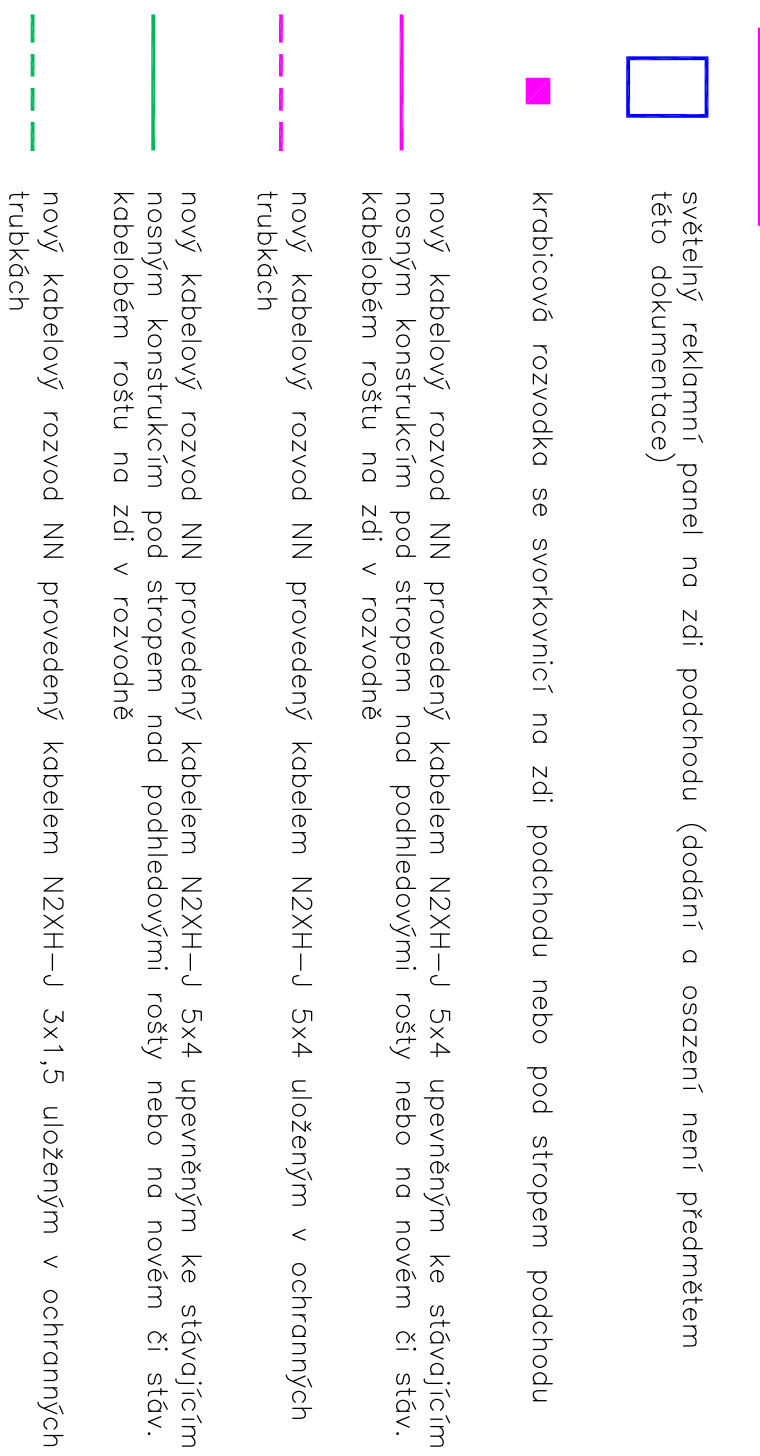 světelný reklamní panel na zdi podchodu (dodání a osazení není předmětem
této dokumentace)
krabicová rozvodka se svorkovnicí na zdi podchodu nebo pod stropem podchodu
nový kabelový rozvod NN provedený kabelem N2XH–J 5x4 upevněným ke stávajícím
nosným konstrukcím pod stropem nad podhledovými rošty nebo na novém či stáv.
kabelobém roštu na zdi v rozvodně
nový kabelový rozvod NN provedený kabelem N2XH–J 5x4 uloženým v ochranných
trubkách
nový kabelový rozvod NN provedený kabelem N2XH–J 5x4 upevněným ke stávajícím
nosným konstrukcím pod stropem nad podhledovými rošty nebo na novém či stáv.
kabelobém roštu na zdi v rozvodně
nový kabelový rozvod NN provedený kabelem N2XH–J 3x1,5 uloženým v ochranných
trubkách